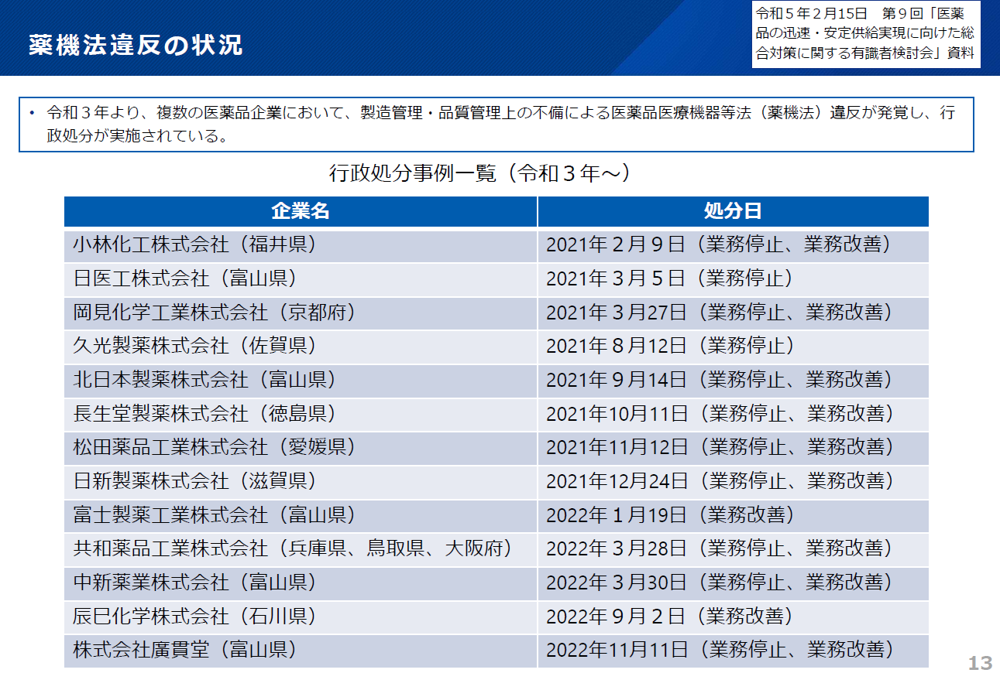 薬機法違反の状況
令和５年２月15日　第９回「医薬
品の迅速・安定供給実現に向けた総
合対策に関する有識者検討会」資料
• 令和３年より、複数の医薬品企業において、製造管理・品質管理上の不備による医薬品医療機器等法（薬機法）違反が発覚し、行
政処分が実施されている。
行政処分事例一覧（令和３年～）
企業名 処分日
小林化工株式会社（福井県） 2021年２月９日（業務停止、業務改善）
日医工株式会社（富山県） 2021年３月５日（業務停止）
岡見化学工業株式会社（京都府） 2021年３月27日（業務停止、業務改善）
久光製薬株式会社（佐賀県） 2021年８月12日（業務停止）
北日本製薬株式会社（富山県） 2021年９月14日（業務停止、業務改善）
長生堂製薬株式会社（徳島県） 2021年10月11日（業務停止、業務改善）
松田薬品工業株式会社（愛媛県） 2021年11月12日（業務停止、業務改善）
日新製薬株式会社（滋賀県） 2021年12月24日（業務停止、業務改善）
富士製薬工業株式会社（富山県） 2022年１月19日（業務改善）
共和薬品工業株式会社（兵庫県、鳥取県、大阪府） 2022年３月28日（業務停止、業務改善）
中新薬業株式会社（富山県） 2022年３月30日（業務停止、業務改善）
辰巳化学株式会社（石川県） 2022年９月２日（業務改善）
株式会社廣貫堂（富山県） 2022年11月11日（業務停止、業務改善）
13